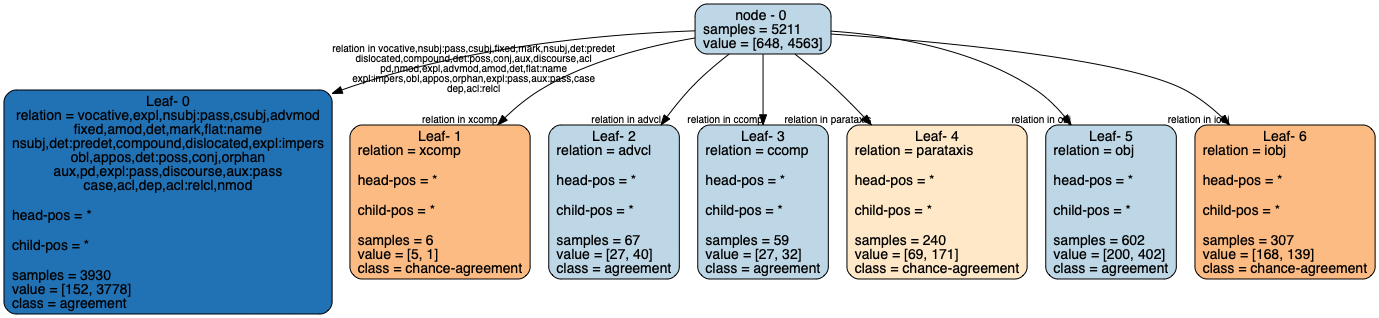 node - 0
samples = 5211
value = [648, 4563]
relation in vocative,nsubj:pass,csubj,fixed,mark,nsubj,det:predet
dislocated,compound,det:poss,conj,aux,discourse,acl
pd,nmod,expl,advmod,amod,det,flat:name
expl:impers,obl,appos,orphan,expl:pass,aux:pass,case
dep,acl:relcl
relation in xcomp
relation in advcl
relation in ccomp
relation in parataxis
relation in obj
relation in iobj
Leaf- 0
relation = vocative,expl,nsubj:pass,csubj,advmod
fixed,amod,det,mark,flat:name
nsubj,det:predet,compound,dislocated,expl:impers
obl,appos,det:poss,conj,orphan
aux,pd,expl:pass,discourse,aux:pass
case,acl,dep,acl:relcl,nmod
head-pos = *
child-pos = *
samples = 3930
value = [152, 3778]
class = agreement
Leaf- 1
relation = xcomp
head-pos = *
child-pos = *
samples = 6
value = [5, 1]
class = chance-agreement
Leaf- 2
relation = advcl
head-pos = *
child-pos = *
samples = 67
value = [27, 40]
class = agreement
Leaf- 3
relation = ccomp
head-pos = *
child-pos = *
samples = 59
value = [27, 32]
class = agreement
Leaf- 4
relation = parataxis
head-pos = *
child-pos = *
samples = 240
value = [69, 171]
class = chance-agreement
Leaf- 5
relation = obj
head-pos = *
child-pos = *
samples = 602
value = [200, 402]
class = agreement
Leaf- 6
relation = iobj
head-pos = *
child-pos = *
samples = 307
value = [168, 139]
class = chance-agreement